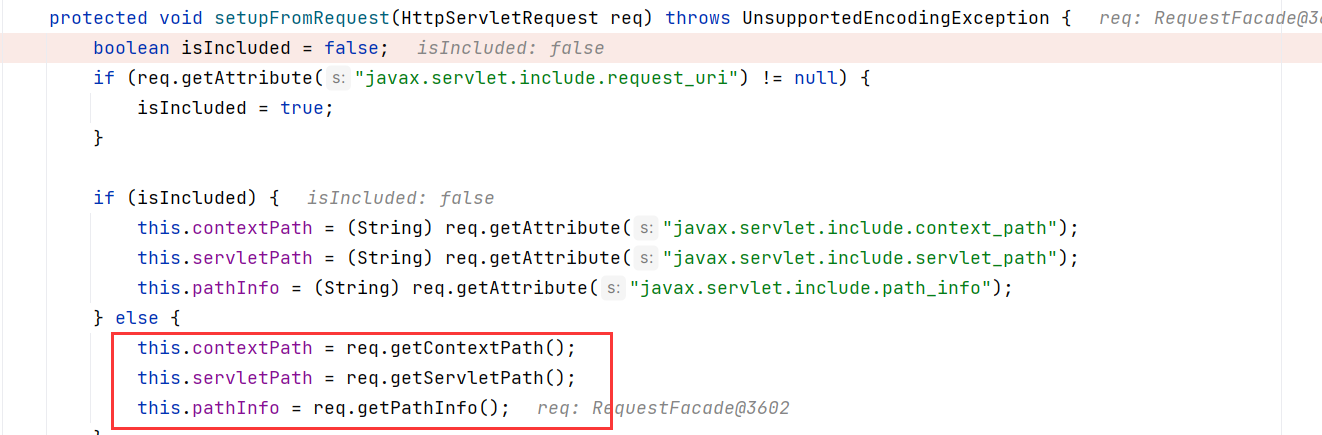 protected void setupFromRequest(HttpServletRequest req) throws UnsupportedEncodingException {   req: RequestFacade@36
boolean isIncluded = false;   isIncluded: false
if (req.getAttribute( s: "javax.servlet.include.request_uri") != null) {
isIncluded = true;
}
if (isIncluded) {   isIncluded: false
this.contextPath = (String) req.getAttribute( s: "javax.servlet.include.context_path");
this.servletPath = (String) req.getAttribute( s: "javax.servlet.include.servlet_path");
this.pathInfo = (String) req.getAttribute( s: "javax.servlet.include.path_info");
} else {
this.contextPath = req.getContextPath();
this.servletPath = req.getServletPath();
this.pathInfo = req.getPathInfo();   req: RequestFacade@3602
}